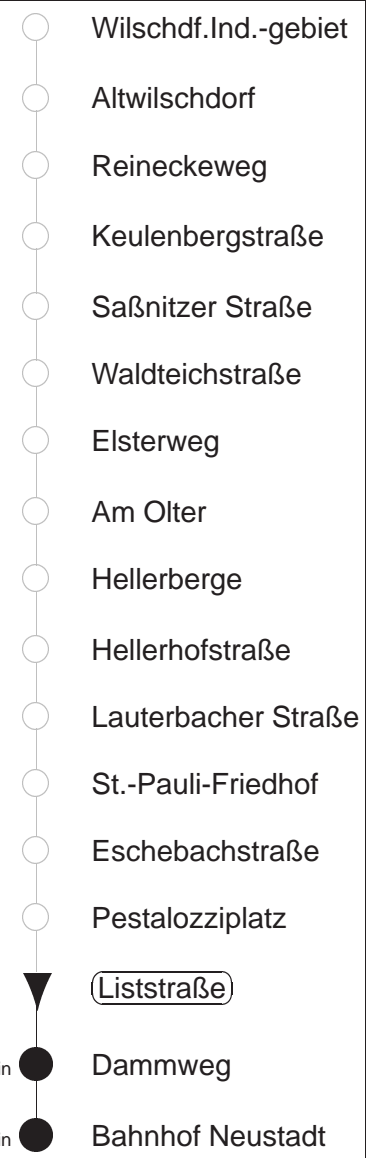 Wilschdf.Ind.-gebiet
Altwilschdorf
Reineckeweg
Keulenbergstraße
Saßnitzer Straße
Waldteichstraße
Elsterweg
Am Olter
Hellerberge
Hellerhofstraße
Lauterbacher Straße
St.-Pauli-Friedhof
Eschebachstraße
Pestalozziplatz
Liststraße
Dammweg
Bahnhof Neustadt